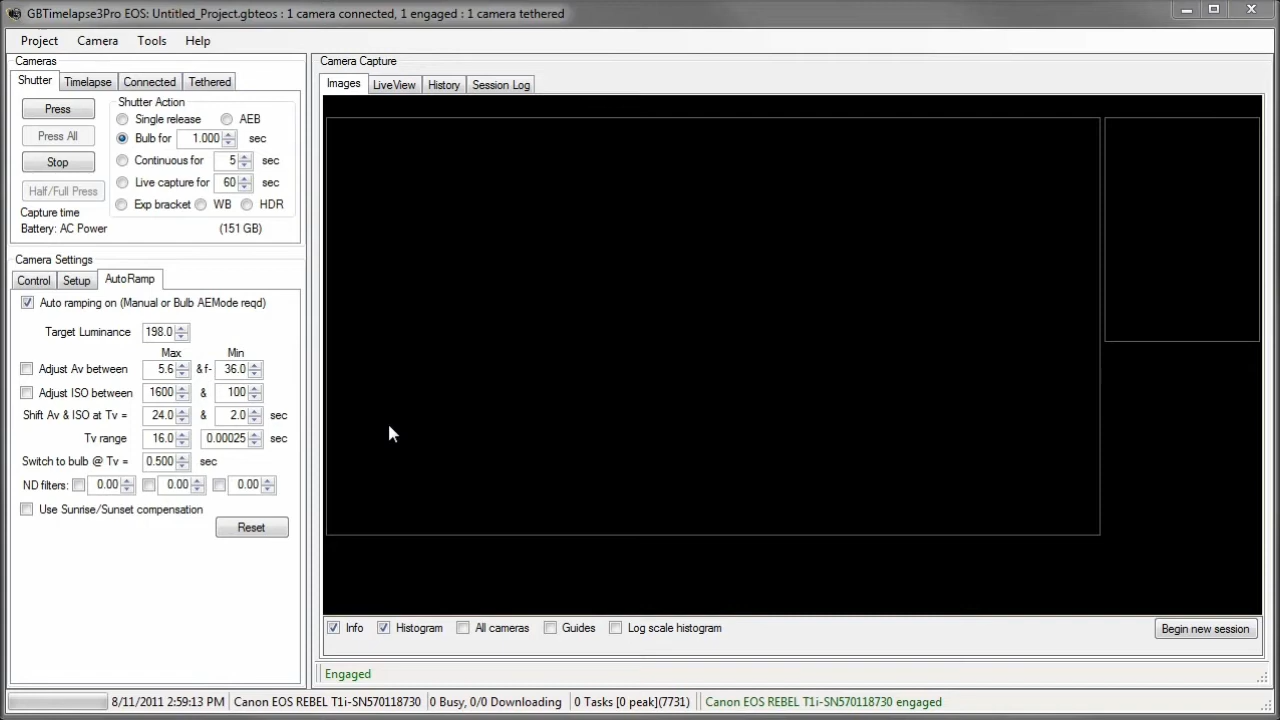 GBTimelapse3Pro EOS: Untitled_Project.gbteos : 1 camera connected, 1 engaged : 1 camera tethered
Project Camera Tools Help
Cameras
Shutter Timelapse Connected Tethered
Press
Press All
Stop
Half/Full Press
Shutter Action
Single release AEB
Bulb for 1.000 sec
Continuous for 5 sec
Live capture for 60 sec
Exp bracket WB HDR
Capture time
Battery: AC Power (151 GB)
Camera Settings
Control Setup AutoRamp
Auto ramping on (Manual or Bulb AEMode reqd)
Target Luminance 198.0
Max Min
Adjust Av between 5.6 & f- 36.0
Adjust ISO between 1600 & 100
Shift Av & ISO at Tv = 24.0 & 2.0 sec
Tv range 16.0 0.00025 sec
Switch to bulb @ Tv = 0.500 sec
ND filters: 0.00 0.00 0.00
Use Sunrise/Sunset compensation
Reset
Camera Capture
Images LiveView History Session Log
Info Histogram All cameras Guides Log scale histogram
Begin new session
Engaged
8/11/2011 2:59:13 PM Canon EOS REBEL T1i-SN570118730 0 Busy, 0/0 Downloading 0 Tasks [0 peak](7731) Canon EOS REBEL T1i-SN570118730 engaged